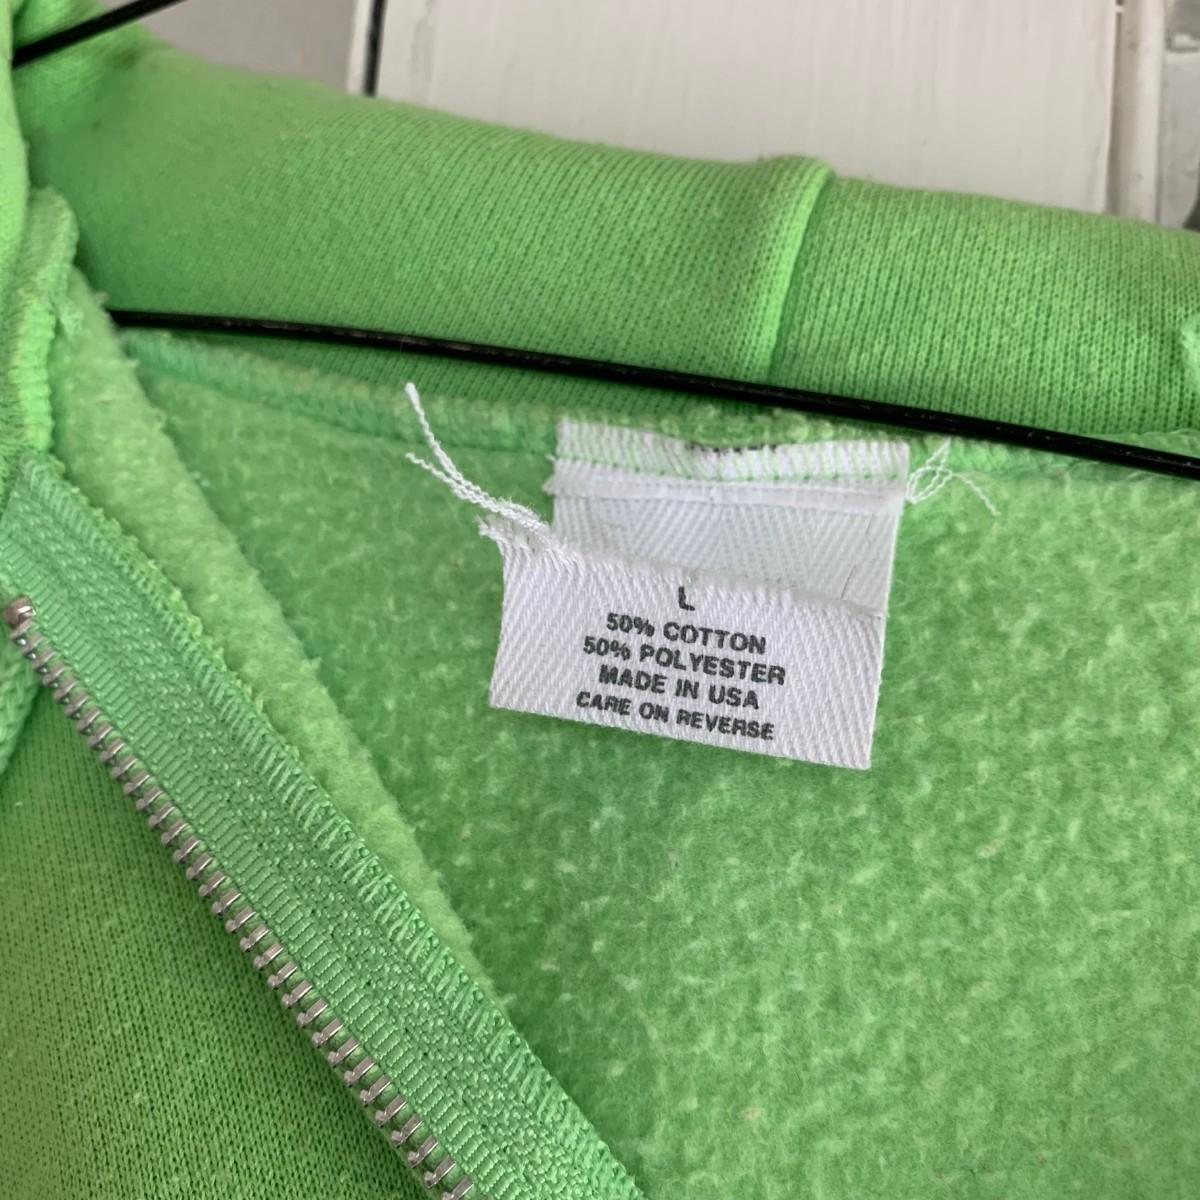 L
50% COTTON
50% POLYESTER
MADE IN USA
CARE ON REVERSE